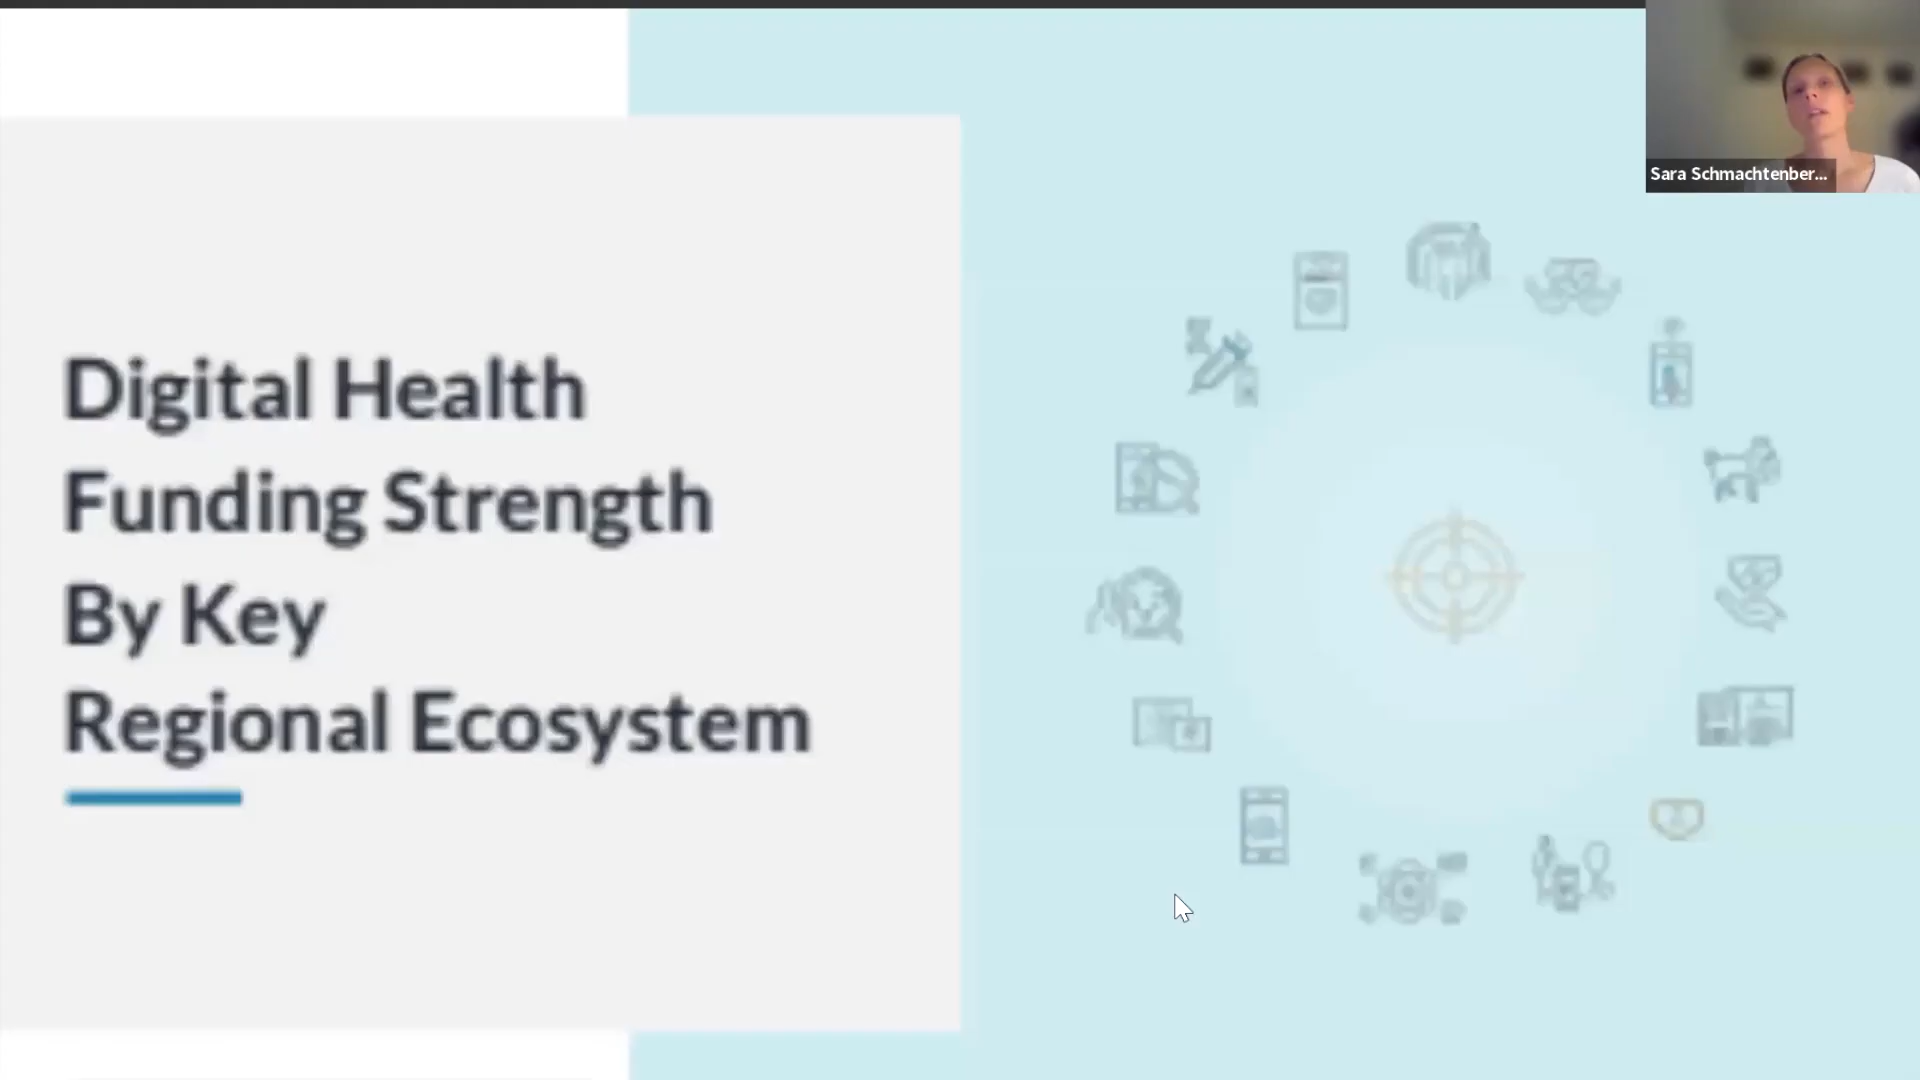 Digital Health
Funding Strength
By Key
Regional Ecosystem
Sara Schmachtenber...